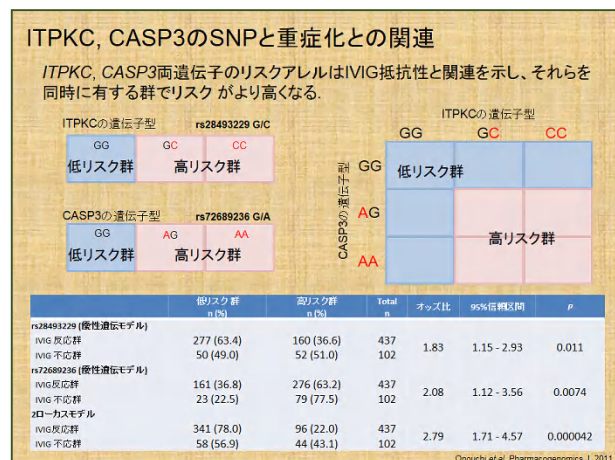 ITPKC, CASP3のSNPと重症化との関連
ITPKC, CASP3両遺伝子のリスクアレルはIVIG抵抗性と関連を示し、それらを
同時に有する群でリスク がより高くなる.
ITPKCの遺伝子型 rs28493229 G/C
GG GC CC
低リスク群 高リスク群
CASP3の遺伝子型 rs72689236 G/A
GG AG AA
低リスク群 高リスク群
ITPKCの遺伝子型
GG GC CC
CASP3の遺伝子型
GG 低リスク群
AG
高リスク群
AA
低リスク群 n (%) 高リスク群 n (%) Total n オッズ比 95%信頼区間 P
rs28493229 (優性遺伝モデル)
IVIG 反応群 277 (63.4) 160 (36.6) 437
1.83 1.15 - 2.93 0.011
IVIG 不応群 50 (49.0) 52 (51.0) 102
rs72689236 (優性遺伝モデル)
IVIG反応群 161 (36.8) 276 (63.2) 437
2.08 1.12 - 3.56 0.0074
IVIG 不応群 23 (22.5) 79 (77.5) 102
2ローカスモデル
IVIG反応群 341 (78.0) 96 (22.0) 437
2.79 1.71 - 4.57 0.000042
IVIG 不応群 58 (56.9) 44 (43.1) 102
Onouchi et al. Pharmacogenomics J. 2011